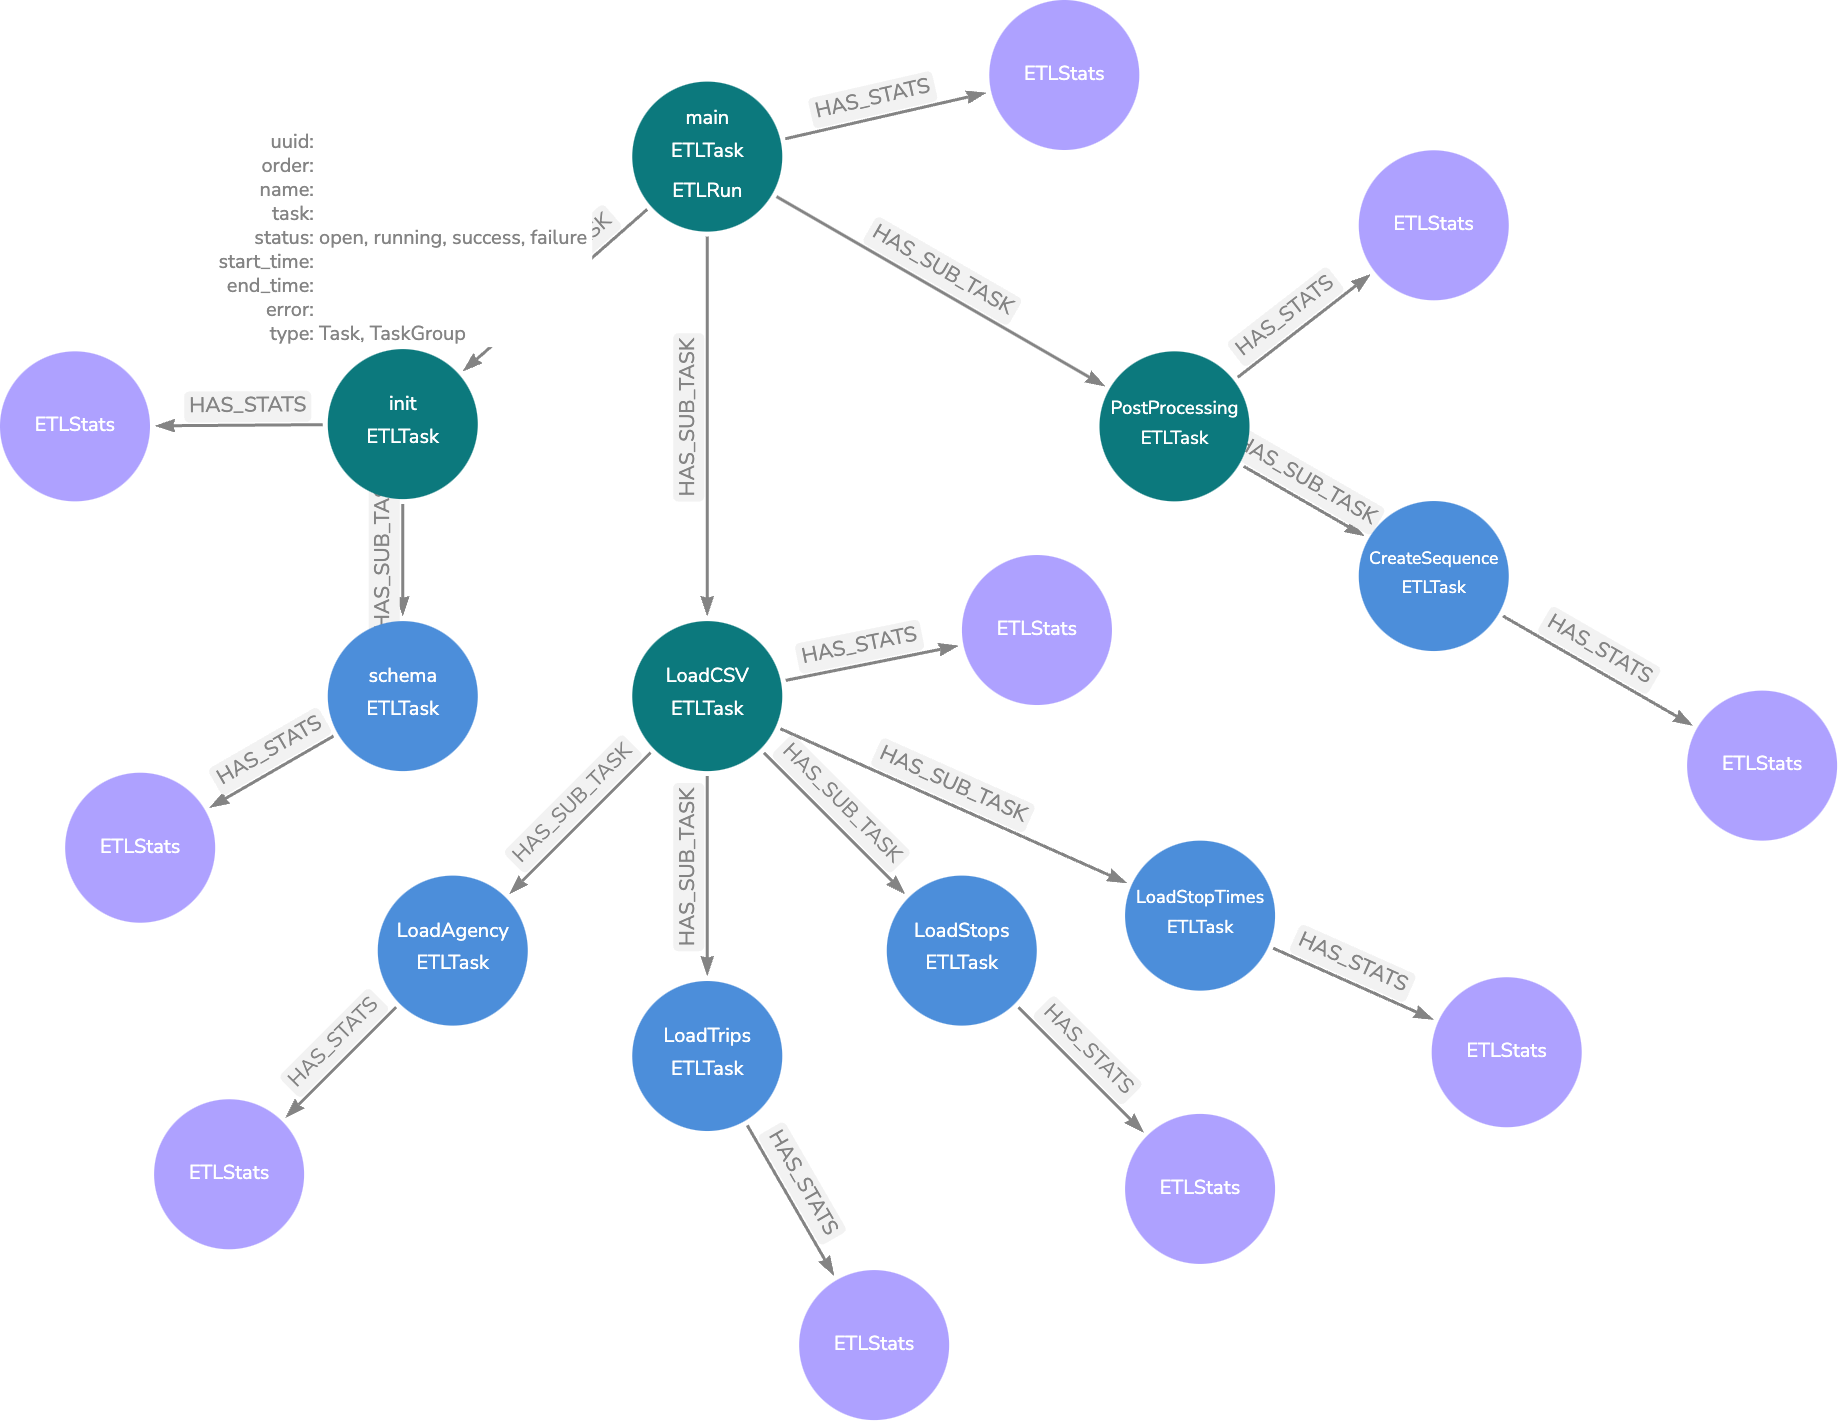 ETLStats
HAS_STATS
main
ETLTask
ETLRun
uuid:
order:
name:
task:
status: open, running, success, failure
start_time:
end_time:
error:
type: Task, TaskGroup
HAS_SUB_TASK
ETLStats
HAS_STATS
HAS_SUB_TASK
PostProcessing
ETLTask
init
ETLTask
HAS_STATS
ETLStats
HAS_SUB_TASK
CreateSequence
ETLTask
HAS_SUB_TA
HAS_STATS
ETLStats
schema
ETLTask
HAS_STATS
ETLStats
LoadCSV
ETLTask
HAS_STATS
ETLStats
HAS_SUB_TASK
HAS_SUB_TASK
HAS_SUB_TASK
HAS_SUB_TASK
LoadAgency
ETLTask
HAS_STATS
ETLStats
LoadTrips
ETLTask
HAS_STATS
ETLStats
LoadStops
ETLTask
HAS_STATS
ETLStats
LoadStopTimes
ETLTask
HAS_STATS
ETLStats